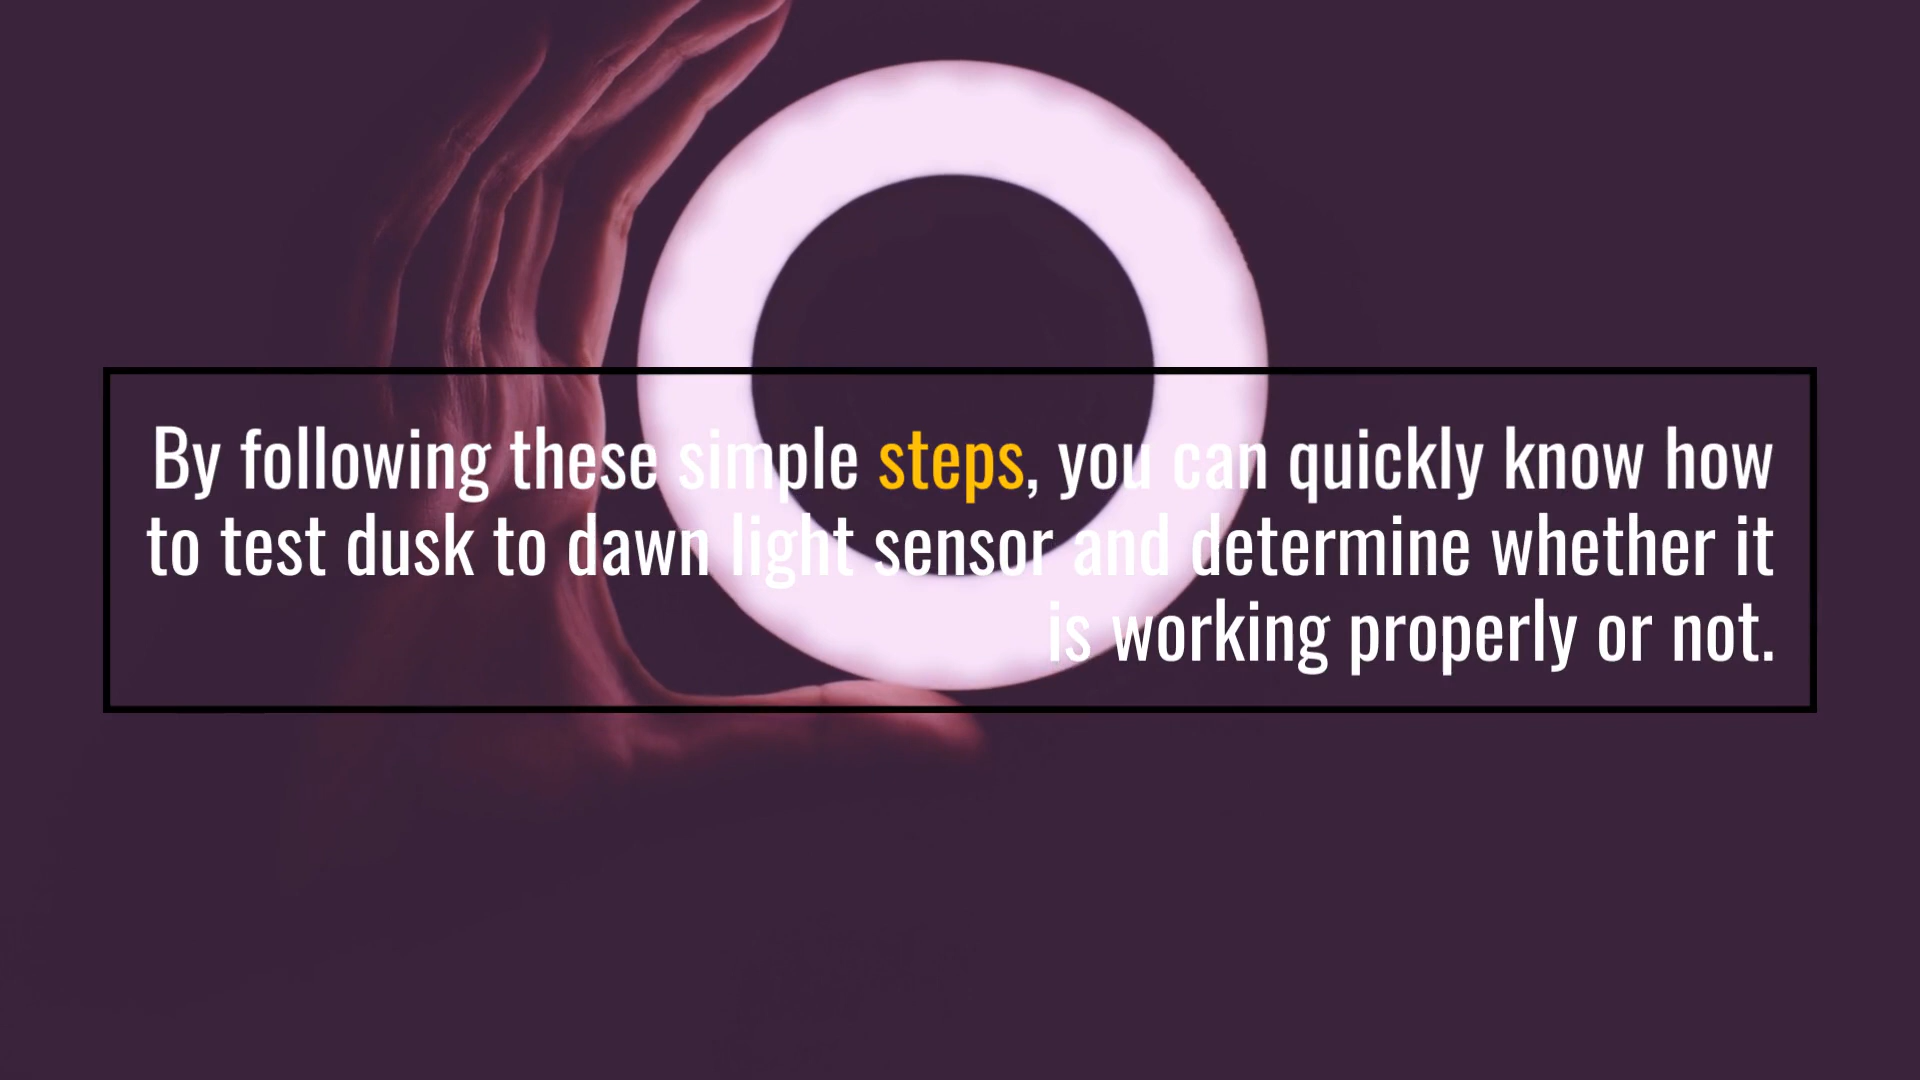 By following these simple steps, you can quickly know how
to test dusk to dawn light sensor and determine whether it
is working properly or not.